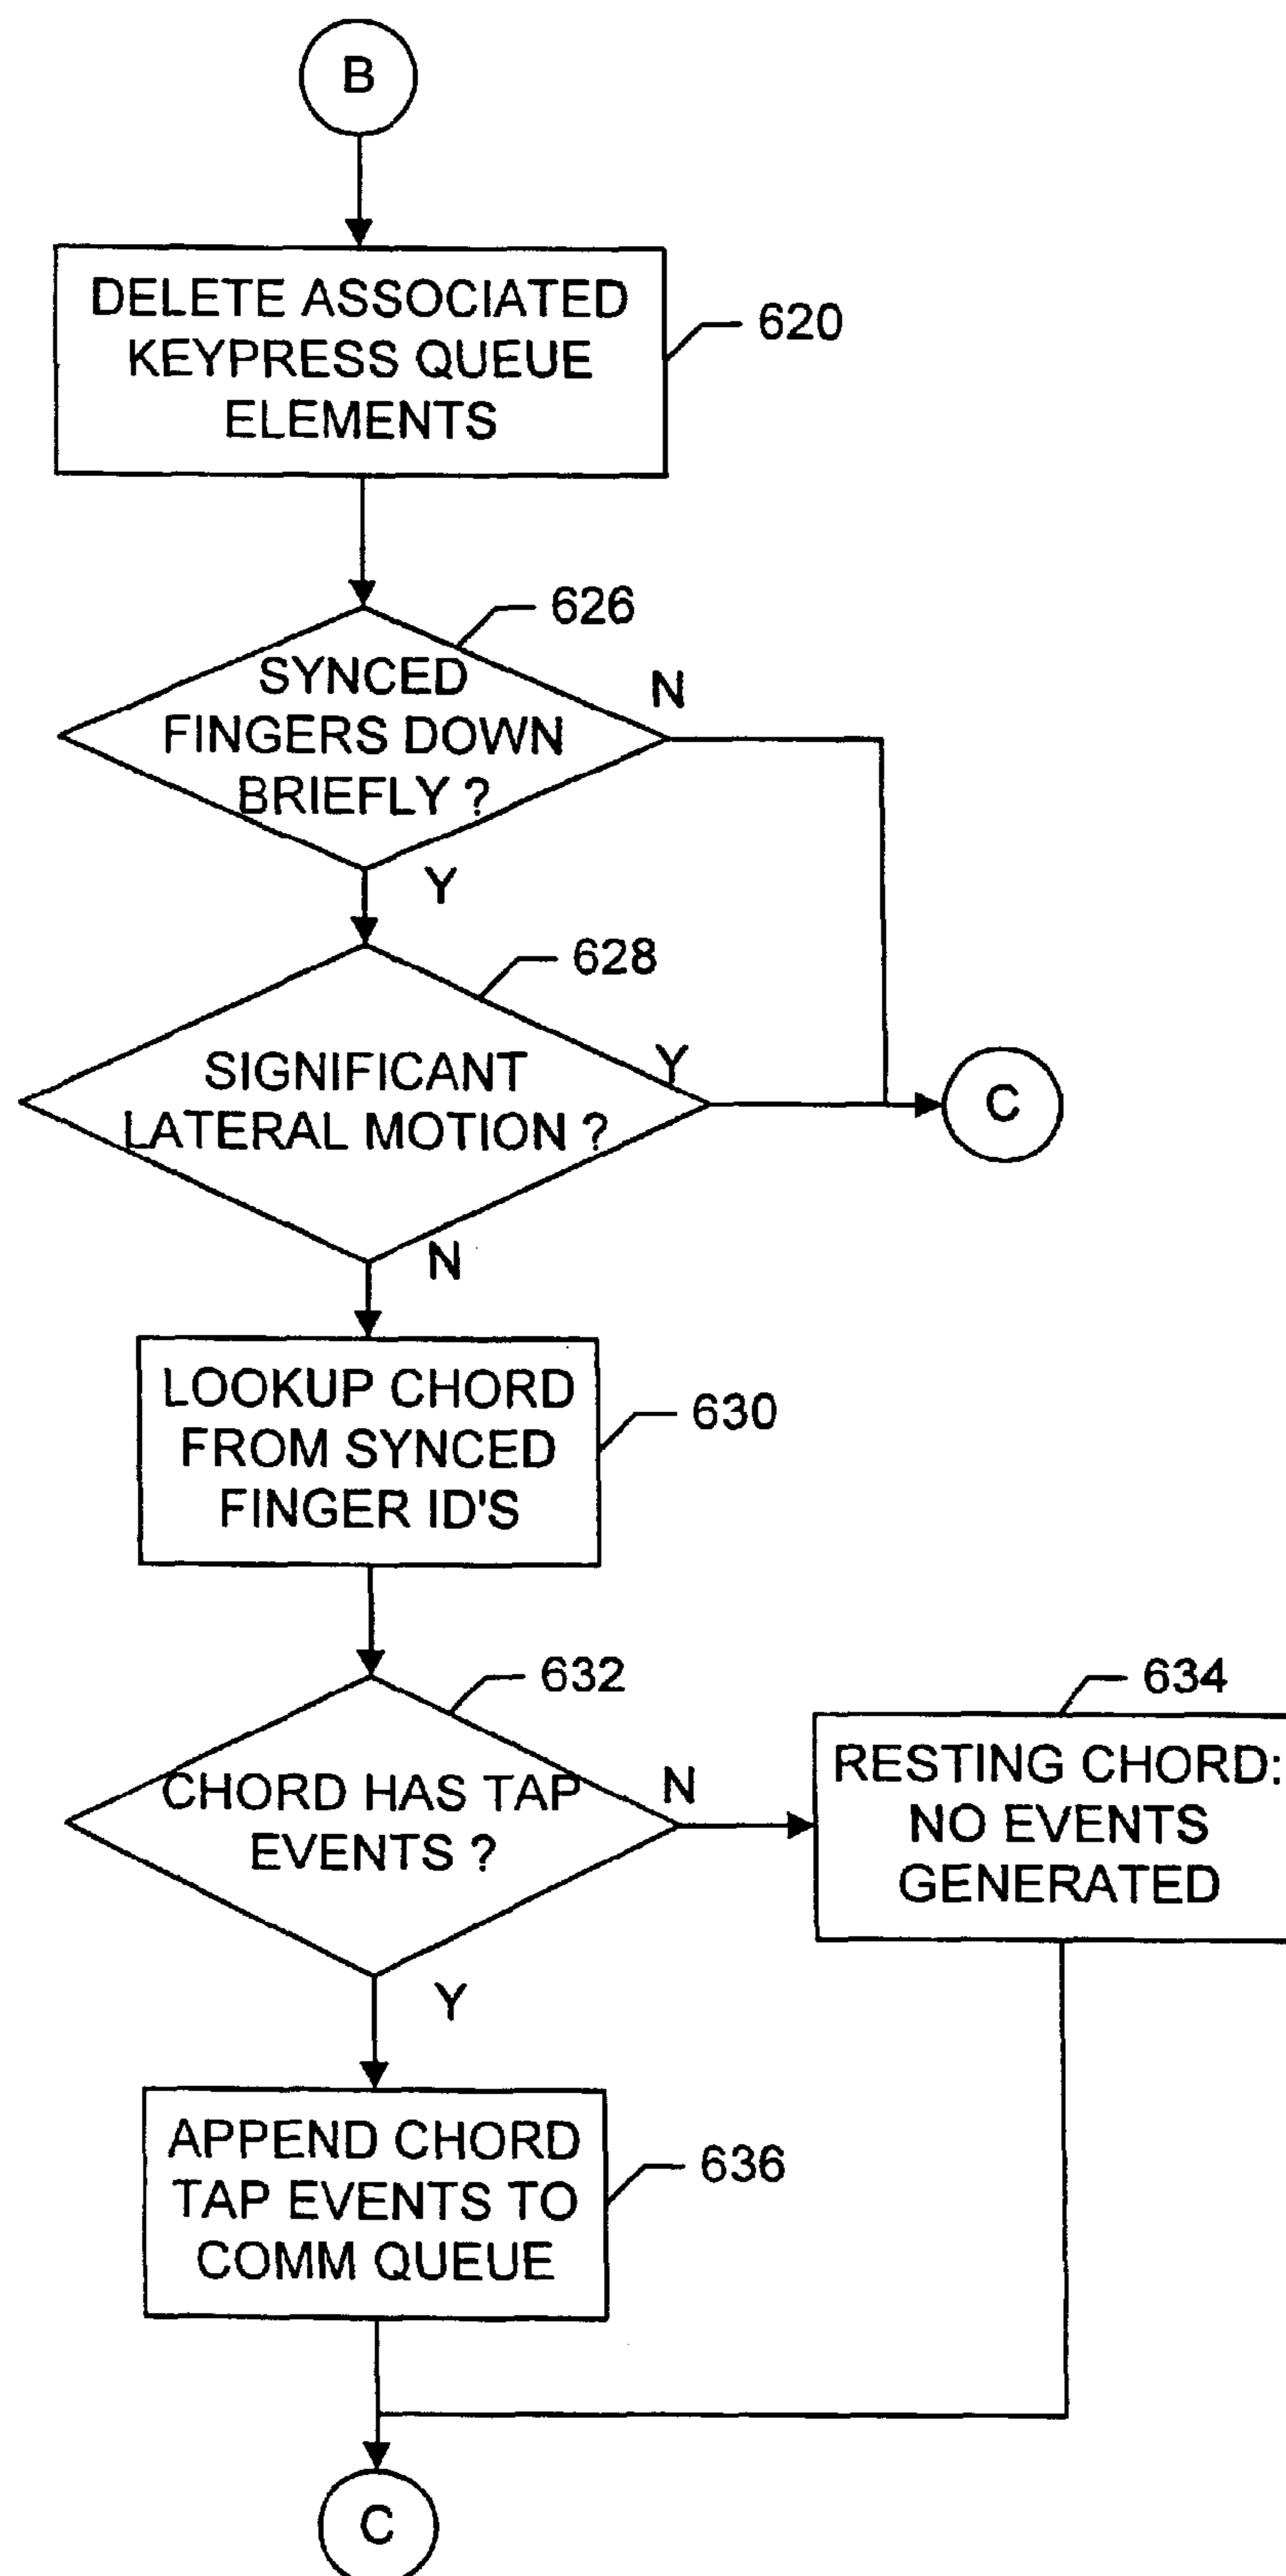 B
DELETE ASSOCIATED
KEYPRESS QUEUE
ELEMENTS
620
626
SYNCED
FINGERS DOWN
BRIEFLY ?
N
Y
628
SIGNIFICANT
LATERAL MOTION ?
Y
C
N
LOOKUP CHORD
FROM SYNCED
FINGER ID'S
630
632
CHORD HAS TAP
EVENTS ?
N
634
RESTING CHORD:
NO EVENTS
GENERATED
Y
APPEND CHORD
TAP EVENTS TO
COMM QUEUE
636
C